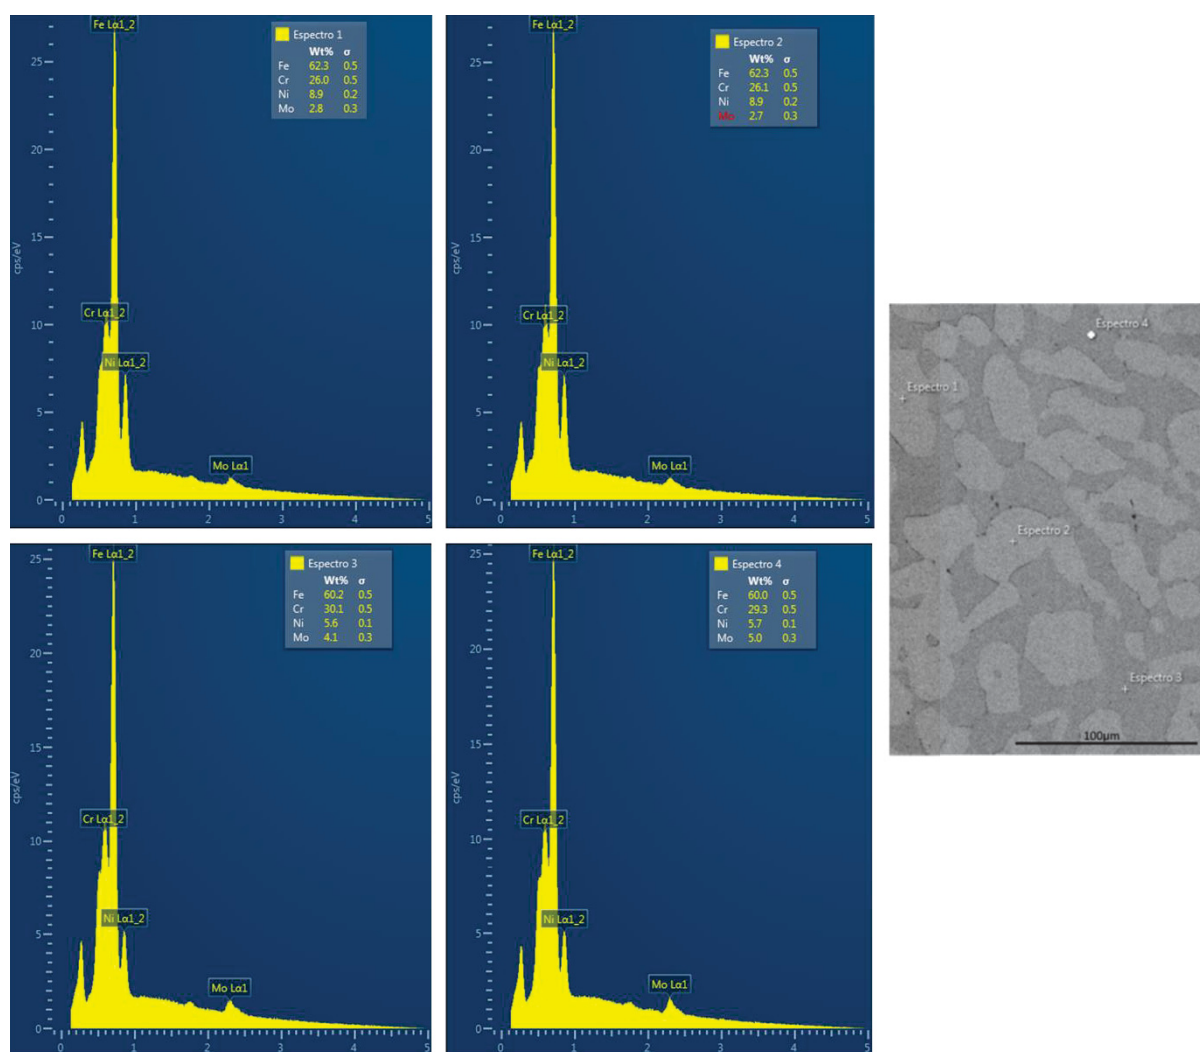 Fe Lα1_2
Espectro 1
Wt% σ
Fe 62.3 0.5
Cr 26.0 0.5
Ni 8.9 0.2
Mo 2.8 0.3
25
20
15
cps/eV
Cr Lα1_2
10
Ni Lα1_2
5
Mo Lα1
0
0 1 2 3 4 5
Fe Lα1_2
Espectro 2
Wt% σ
Fe 62.3 0.5
Cr 26.1 0.5
Ni 8.9 0.2
Mo 2.7 0.3
25
20
15
cps/eV
Cr Lα1_2
10
Ni Lα1_2
5
Mo Lα1
0
0 1 2 3 4 5
Espectro 4
Espectro 1
Espectro 2
Espectro 3
100µm
Fe Lα1_2
Espectro 3
Wt% σ
Fe 60.2 0.5
Cr 30.1 0.5
Ni 5.6 0.1
Mo 4.1 0.3
25
20
15
cps/eV
Cr Lα1_2
10
Ni Lα1_2
5
Mo Lα1
0
0 1 2 3 4 5
Fe Lα1_2
Espectro 4
Wt% σ
Fe 60.0 0.5
Cr 29.3 0.5
Ni 5.7 0.1
Mo 5.0 0.3
25
20
15
cps/eV
Cr Lα1_2
10
Ni Lα1_2
5
Mo Lα1
0
0 1 2 3 4 5